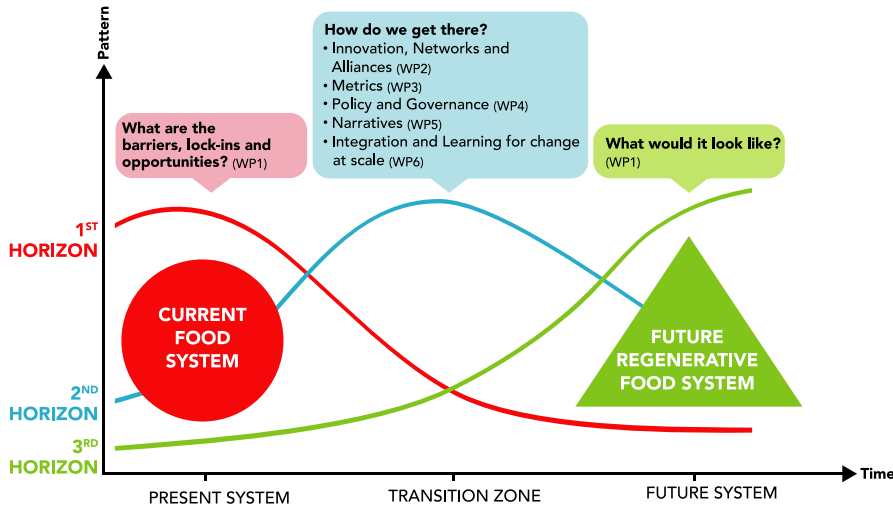 Pattern
How do we get there?
• Innovation, Networks and
Alliances (WP2)
• Metrics (WP3)
• Policy and Governance (WP4)
• Narratives (WP5)
• Integration and Learning for change
at scale (WP6)
What are the
barriers, lock-ins and
opportunities? (WP1)
What would it look like?
(WP1)
1ST
HORIZON
CURRENT
FOOD
SYSTEM
FUTURE
REGENERATIVE
FOOD SYSTEM
2ND
HORIZON
3RD
HORIZON
Time
PRESENT SYSTEM
TRANSITION ZONE
FUTURE SYSTEM